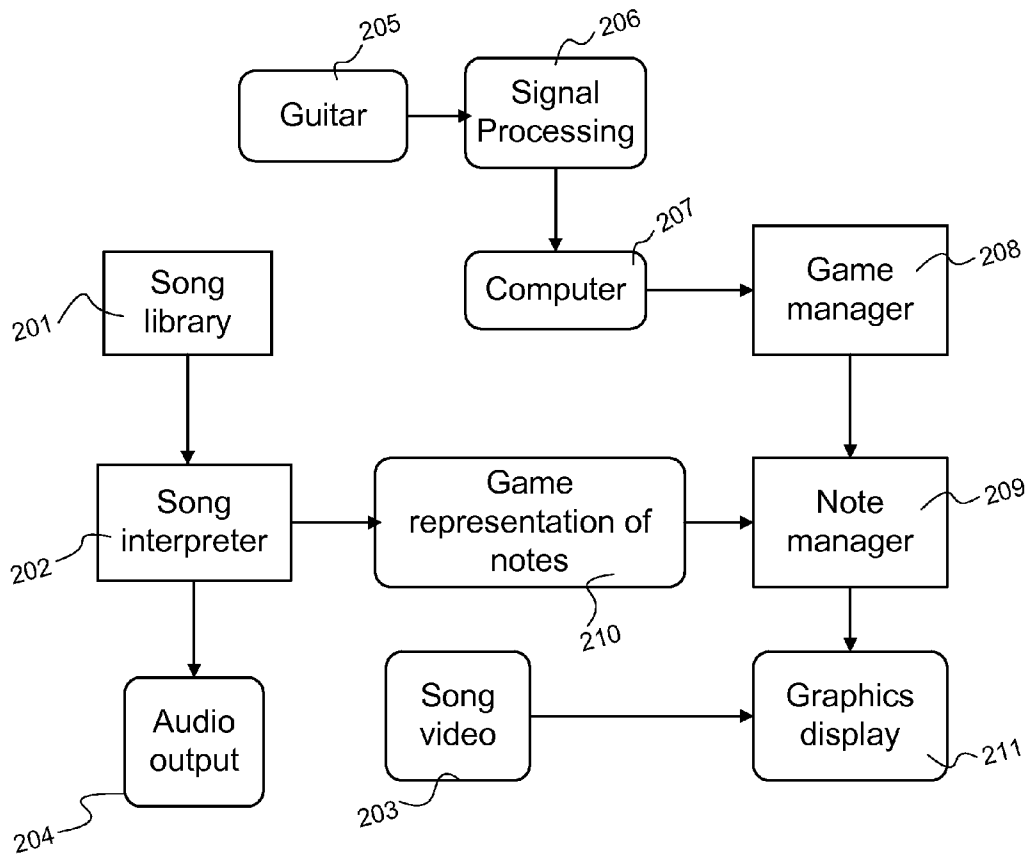 205
206
Guitar
Signal
Processing
207
Computer
Game
manager
208
Song
library
201
Song
interpreter
202
Game
representation of
notes
210
Note
manager
209
Audio
output
204
Song
video
203
Graphics
display
211